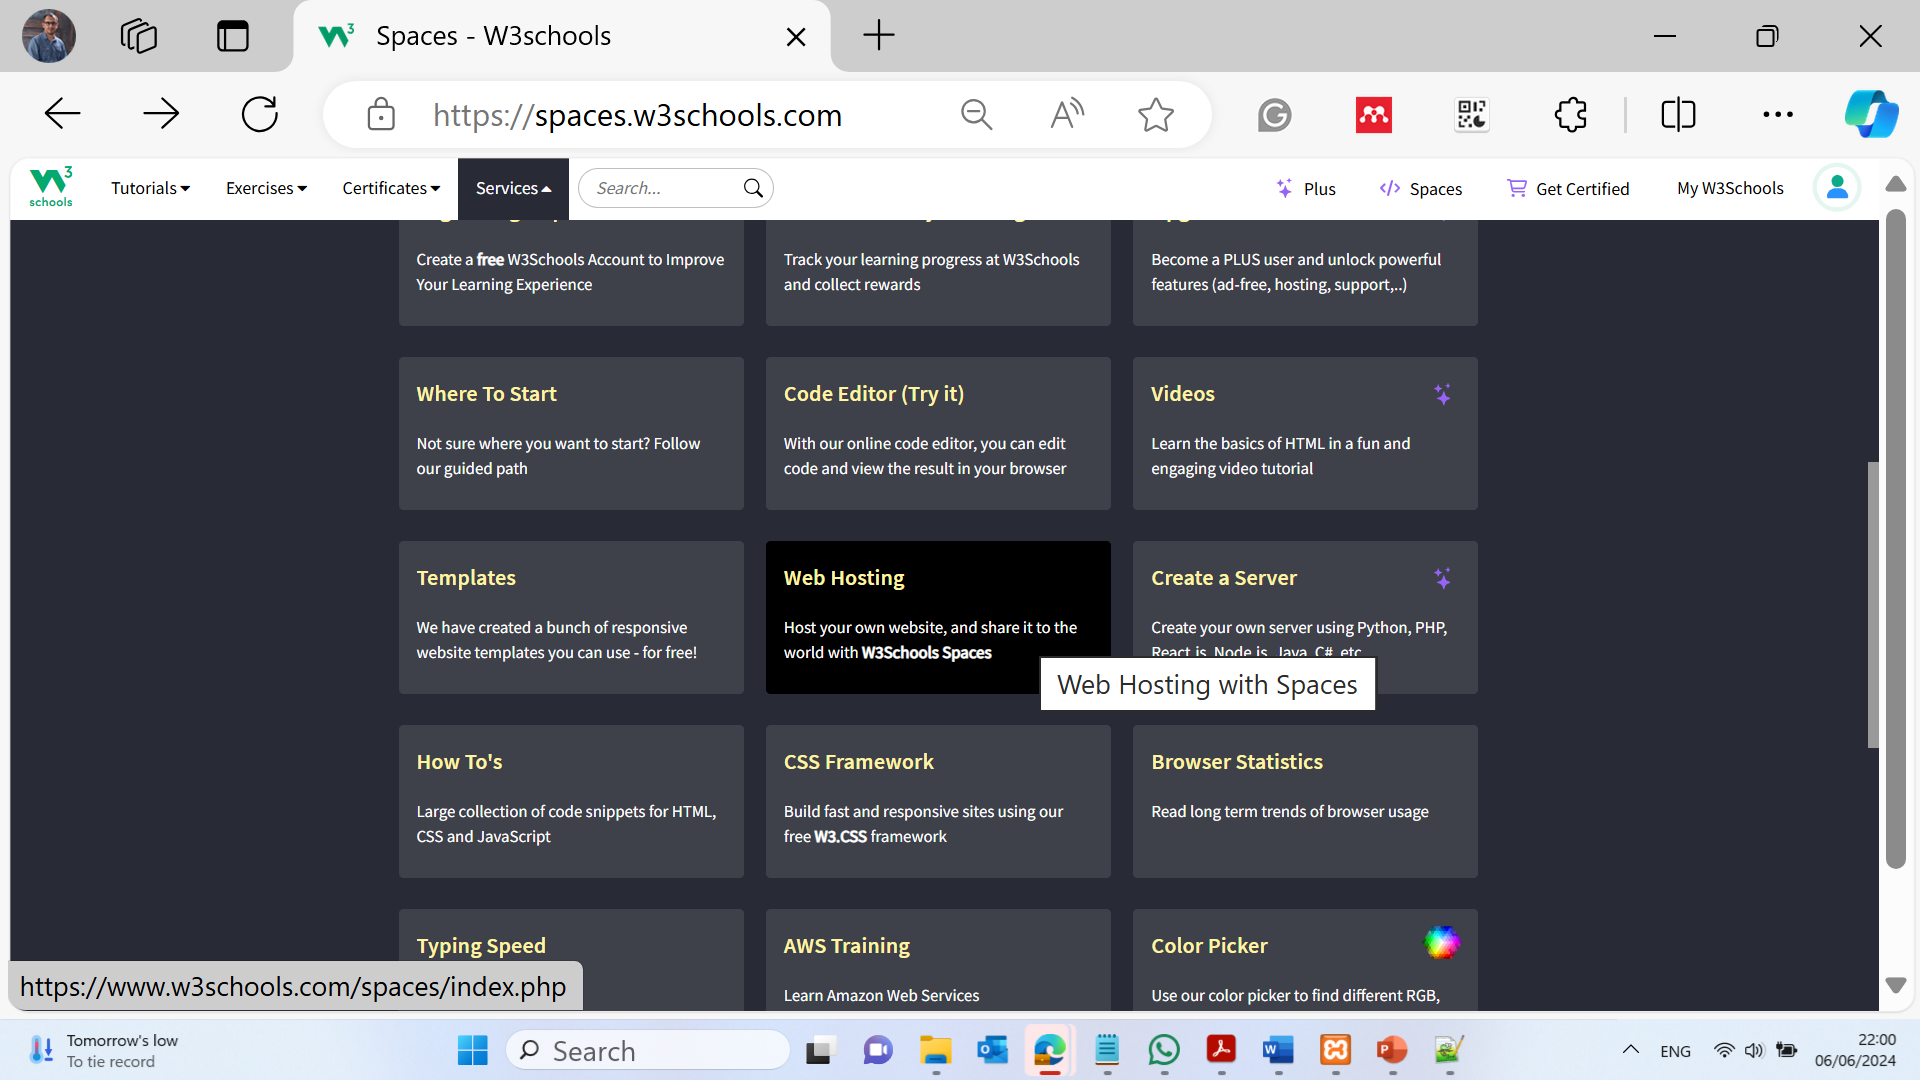 Spaces - W3schools
https://spaces.w3schools.com
W3 schools
Tutorials
Exercises
Certificates
Services
Search...
Plus
Spaces
Get Certified
My W3Schools
Create a free W3Schools Account to Improve
Your Learning Experience
Track your learning progress at W3Schools
and collect rewards
Become a PLUS user and unlock powerful
features (ad-free, hosting, support,..)
Where To Start
Not sure where you want to start? Follow
our guided path
Code Editor (Try it)
With our online code editor, you can edit
code and view the result in your browser
Videos
Learn the basics of HTML in a fun and
engaging video tutorial
Templates
We have created a bunch of responsive
website templates you can use - for free!
Web Hosting
Host your own website, and share it to the
world with W3Schools Spaces
Create a Server
Create your own server using Python, PHP,
React.js, Node.js, Java, C#, etc.
Web Hosting with Spaces
How To's
Large collection of code snippets for HTML,
CSS and JavaScript
CSS Framework
Build fast and responsive sites using our
free W3.CSS framework
Browser Statistics
Read long term trends of browser usage
Typing Speed
AWS Training
Learn Amazon Web Services
Color Picker
Use our color picker to find different RGB,
https://www.w3schools.com/spaces/index.php
Tomorrow's low
To tie record
Search
ENG
22:00
06/06/2024